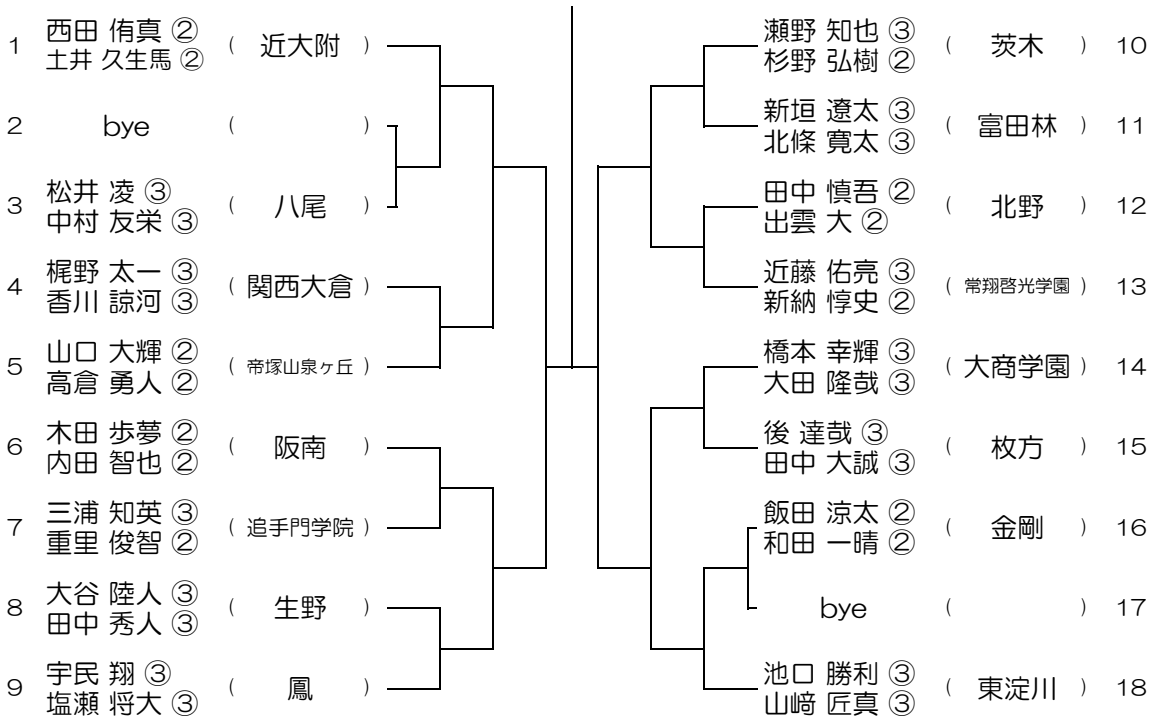 1 西田 侑真 ② 土井 久生馬 ② ( 近大附 )
2 bye ( )
3 松井 凌 ③ 中村 友栄 ③ ( 八尾 )
4 梶野 太一 ③ 香川 諒河 ③ ( 関西大倉 )
5 山口 大輝 ② 高倉 勇人 ② ( 帝塚山泉ヶ丘 )
6 木田 歩夢 ② 内田 智也 ② ( 阪南 )
7 三浦 知英 ③ 重里 俊智 ② ( 追手門学院 )
8 大谷 陸人 ③ 田中 秀人 ③ ( 生野 )
9 宇民 翔 ③ 塩瀬 将大 ③ ( 鳳 )
瀬野 知也 ③ 杉野 弘樹 ② ( 茨木 ) 10
新垣 遼太 ③ 北條 寛太 ③ ( 富田林 ) 11
田中 慎吾 ② 出雲 大 ② ( 北野 ) 12
近藤 佑亮 ③ 新納 惇史 ② ( 常翔啓光学園 ) 13
橋本 幸輝 ③ 大田 隆哉 ③ ( 大商学園 ) 14
後 達哉 ③ 田中 大誠 ③ ( 枚方 ) 15
飯田 涼太 ② 和田 一晴 ② ( 金剛 ) 16
bye ( ) 17
池口 勝利 ③ 山﨑 匠真 ③ ( 東淀川 ) 18